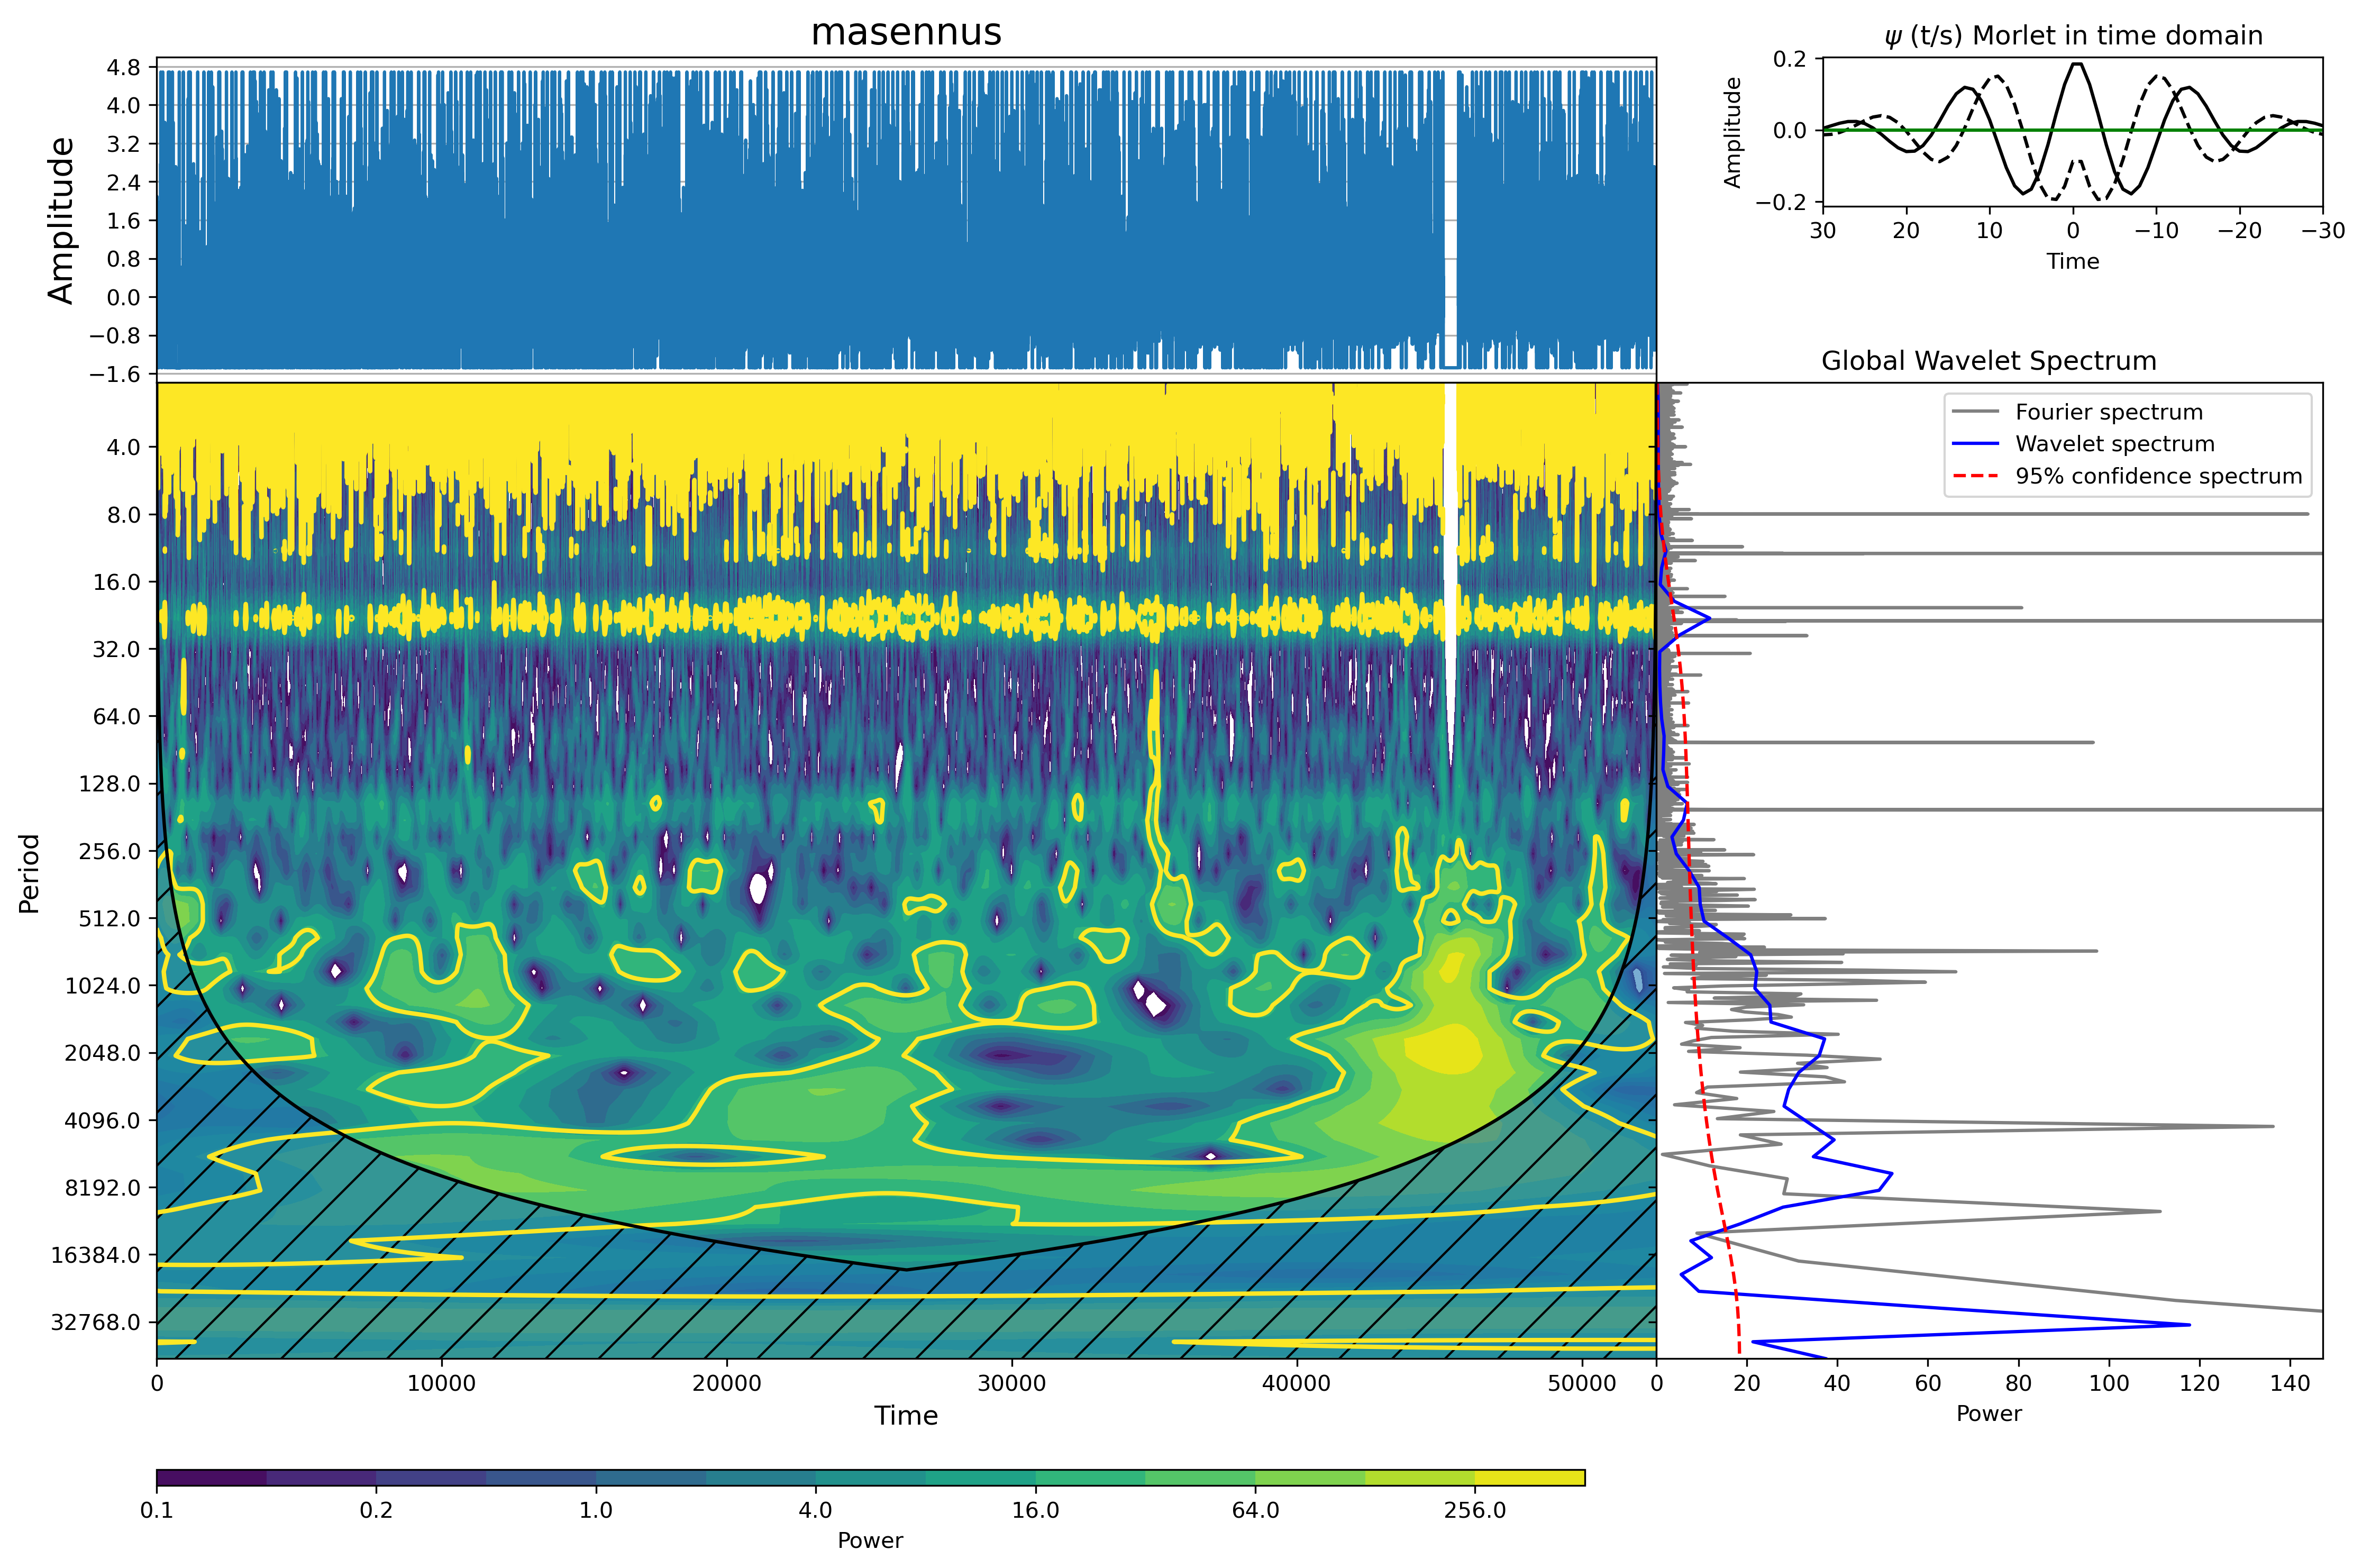 masennus
Amplitude
4.8
4.0
3.2
2.4
1.6
0.8
0.0
−0.8
−1.6
ψ (t/s) Morlet in time domain
Amplitude
0.2
0.0
−0.2
30 20 10 0 −10 −20 −30
Time
Global Wavelet Spectrum
Fourier spectrum
Wavelet spectrum
95% confidence spectrum
Period
4.0
8.0
16.0
32.0
64.0
128.0
256.0
512.0
1024.0
2048.0
4096.0
8192.0
16384.0
32768.0
0 10000 20000 30000 40000 50000
Time
0 20 40 60 80 100 120 140
Power
0.1 0.2 1.0 4.0 16.0 64.0 256.0
Power